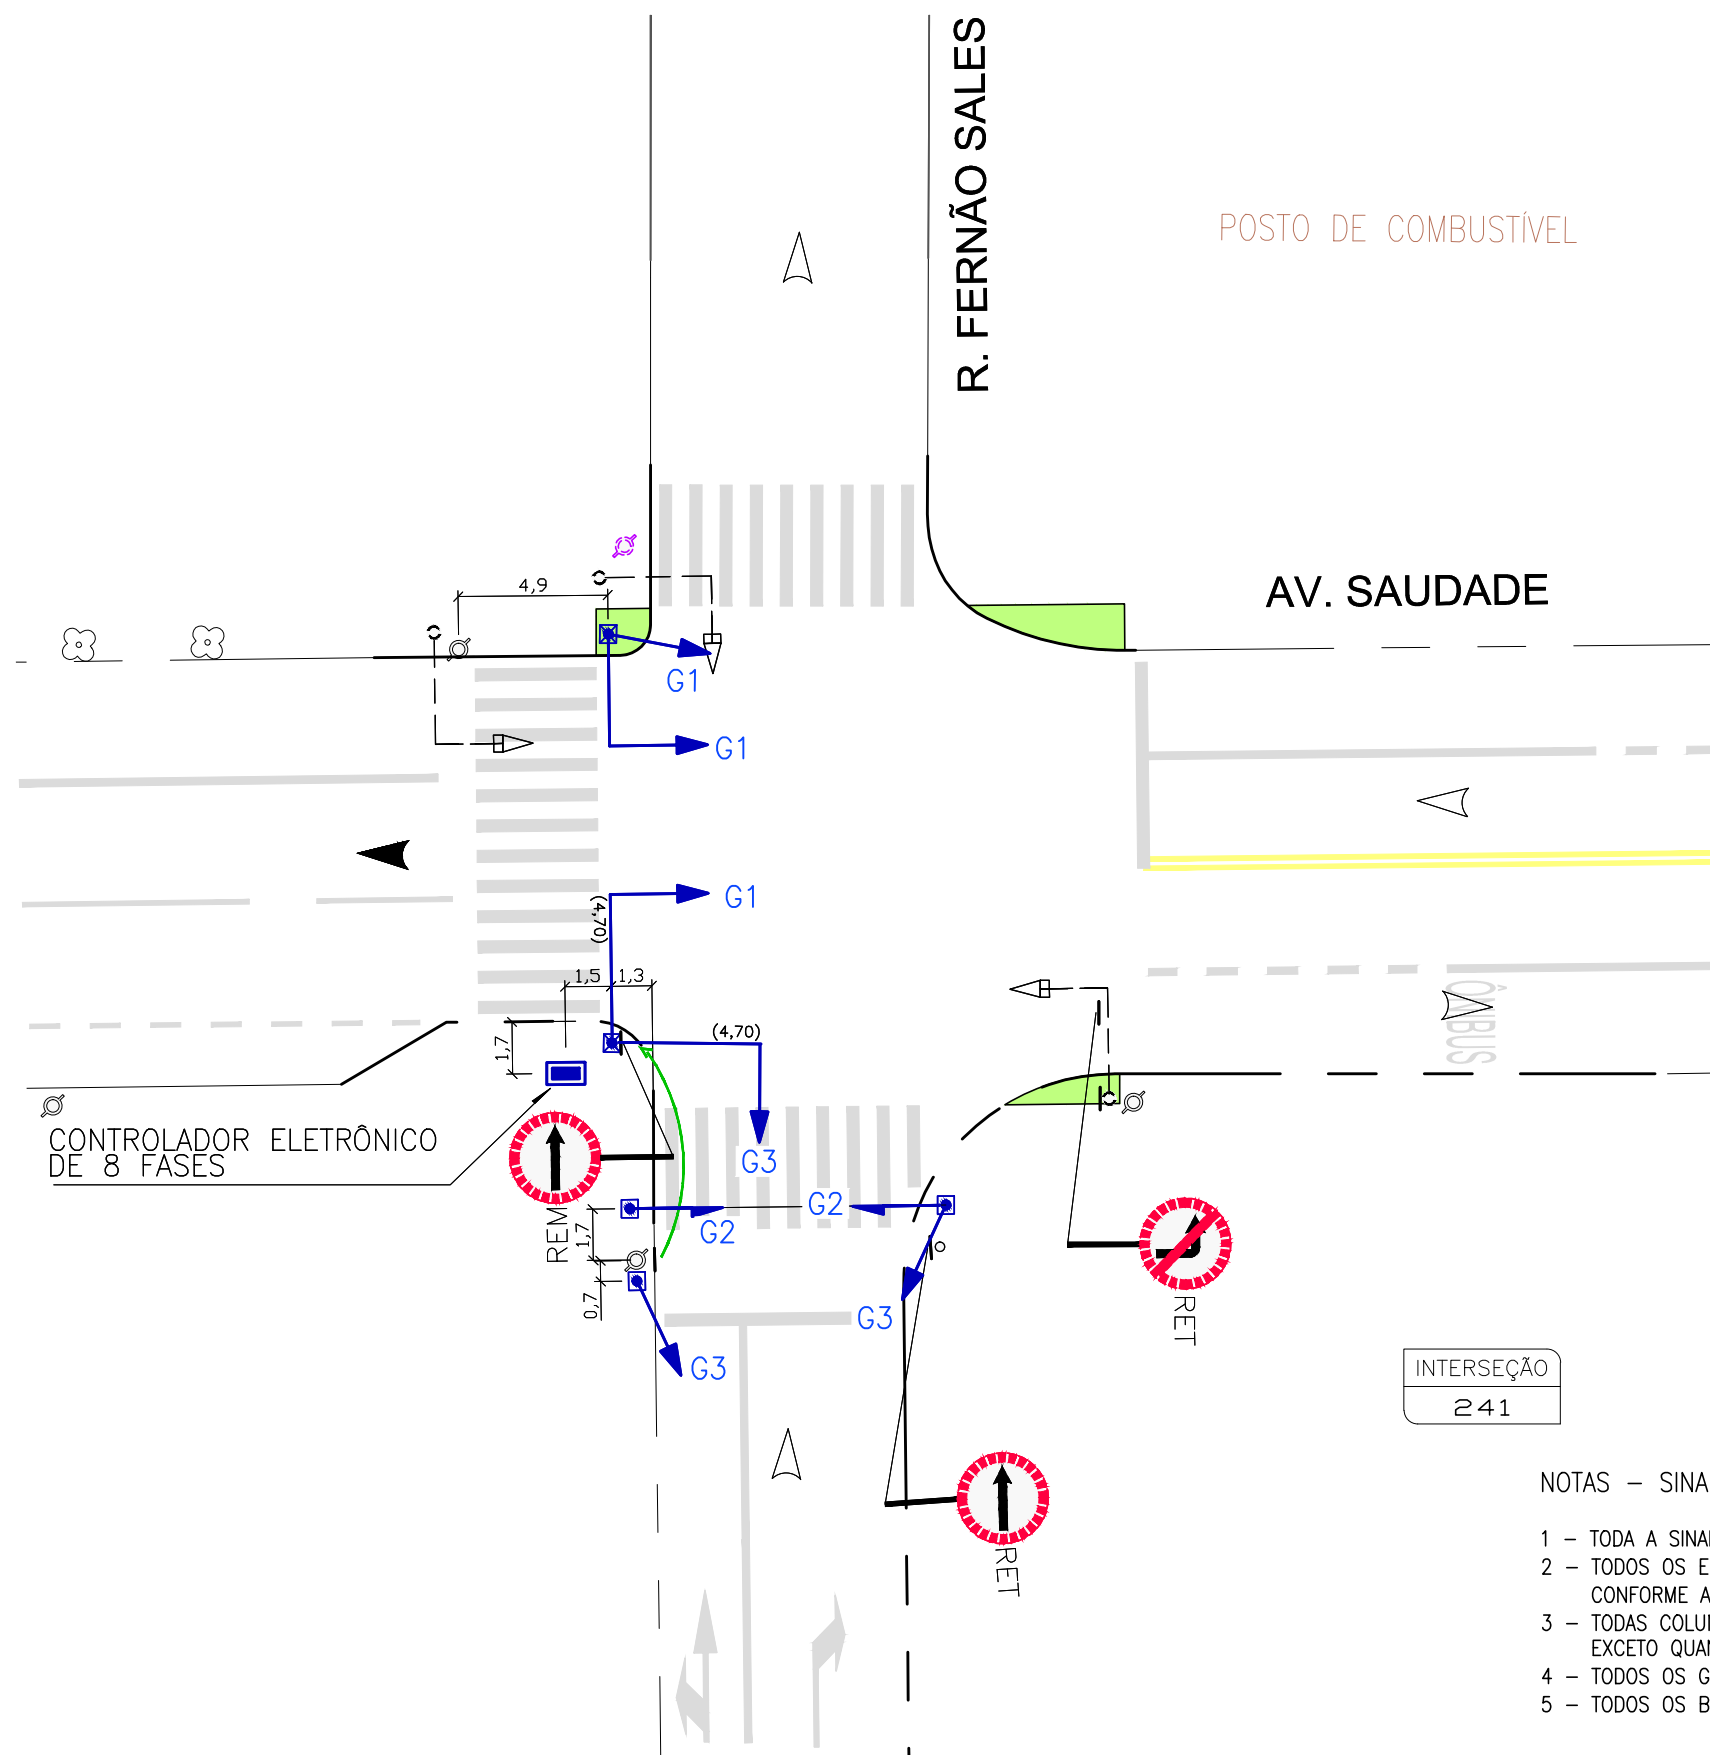 R. FERNÃO SALES
POSTO DE COMBUSTÍVEL
4,9
AV. SAUDADE
G1
G1
G1
(4,70)
1,5
1,3
1,7
(4,70)
ÔNIBUS
CONTROLADOR ELETRÔNICO
DE 8 FASES
G3
G2
G2
REM
1,7
0,7
G3
G3
RET
INTERSEÇÃO
241
RET
NOTAS – SINA
1 – TODA A SINA
2 – TODOS OS E
CONFORME A
3 – TODAS COLU
EXCETO QUA
4 – TODOS OS G
5 – TODOS OS B